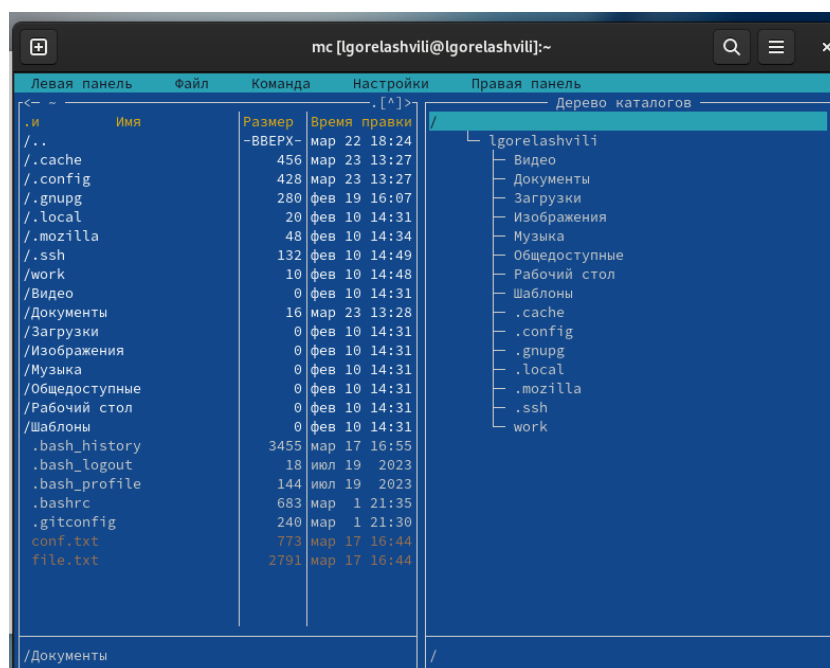 mc [lgorelashvili@lgorelashvili]:~
Левая панель Файл Команда Настройки Правая панель
<— ~ .[^]> Дерево каталогов
.и Имя Размер Время правки /
/.. -ВВЕРХ- мар 22 18:24 lgorelashvili
/.cache 456 мар 23 13:27 Видео
/.config 428 мар 23 13:27 Документы
/.gnupg 280 фев 19 16:07 Загрузки
/.local 20 фев 10 14:31 Изображения
/.mozilla 48 фев 10 14:34 Музыка
/.ssh 132 фев 10 14:49 Общедоступные
/work 10 фев 10 14:48 Рабочий стол
/Видео 0 фев 10 14:31 Шаблоны
/Документы 16 мар 23 13:28 .cache
/Загрузки 0 фев 10 14:31 .config
/Изображения 0 фев 10 14:31 .gnupg
/Музыка 0 фев 10 14:31 .local
/Общедоступные 0 фев 10 14:31 .mozilla
/Рабочий стол 0 фев 10 14:31 .ssh
/Шаблоны 0 фев 10 14:31 work
.bash_history 3455 мар 17 16:55
.bash_logout 18 июл 19 2023
.bash_profile 144 июл 19 2023
.bashrc 683 мар 1 21:35
.gitconfig 240 мар 1 21:30
conf.txt 773 мар 17 16:44
file.txt 2791 мар 17 16:44
/Документы /